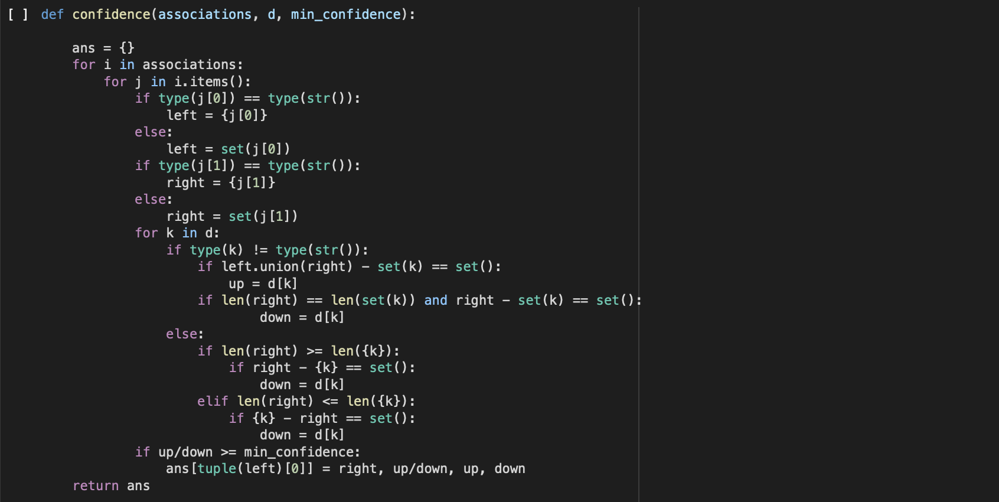 [ ] def confidence(associations, d, min_confidence):
    ans = {}
    for i in associations:
        for j in i.items():
            if type(j[0]) == type(str()):
                left = {j[0]}
            else:
                left = set(j[0])
            if type(j[1]) == type(str()):
                right = {j[1]}
            else:
                right = set(j[1])
            for k in d:
                if type(k) != type(str()):
                    if left.union(right) - set(k) == set():
                        up = d[k]
                    if len(right) == len(set(k)) and right - set(k) == set():
                            down = d[k]
                else:
                    if len(right) >= len({k}):
                        if right - {k} == set():
                            down = d[k]
                    elif len(right) <= len({k}):
                        if {k} - right == set():
                            down = d[k]
            if up/down >= min_confidence:
                ans[tuple(left)[0]] = right, up/down, up, down
    return ans